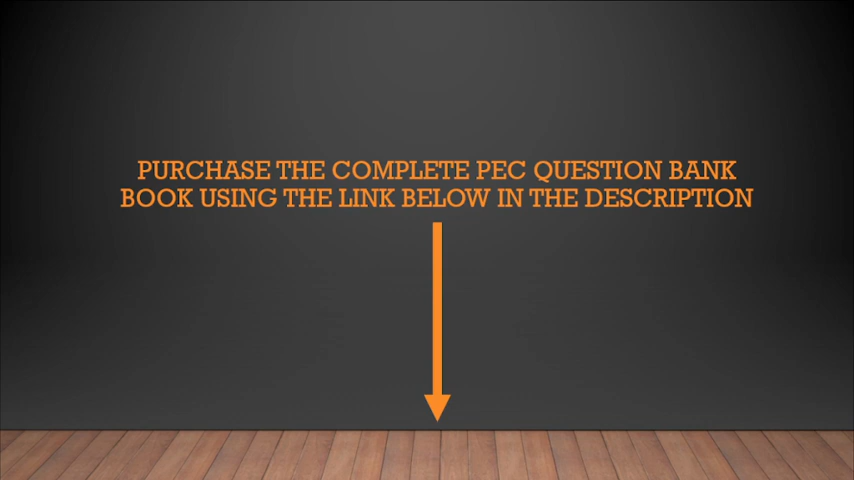 PURCHASE THE COMPLETE PEC QUESTION BANK
BOOK USING THE LINK BELOW IN THE DESCRIPTION